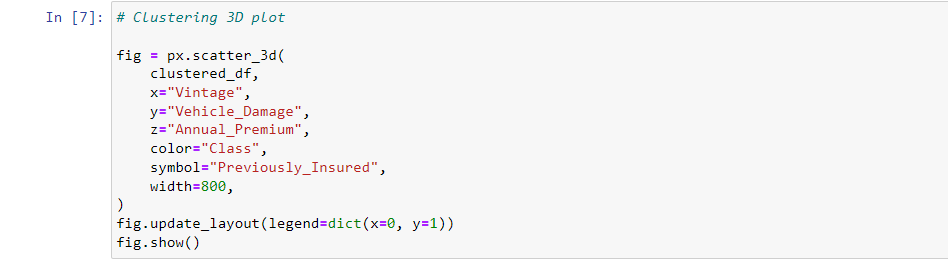 In [7]: # Clustering 3D plot
fig = px.scatter_3d(
    clustered_df,
    x="Vintage",
    y="Vehicle_Damage",
    z="Annual_Premium",
    color="Class",
    symbol="Previously_Insured",
    width=800,
)
fig.update_layout(legend=dict(x=0, y=1))
fig.show()